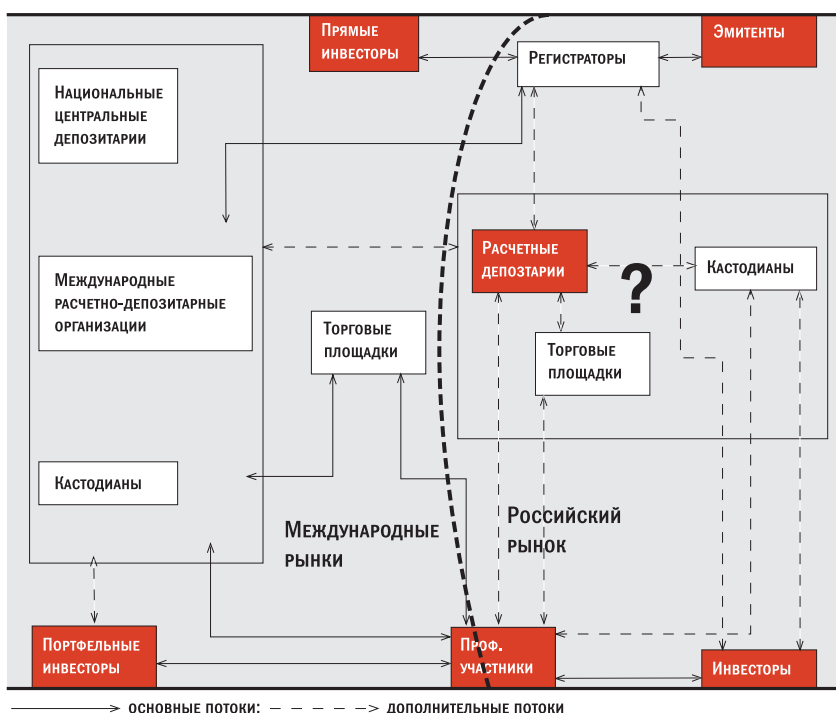 Прямые
инвесторы
Эмитенты
Регистраторы
Национальные
центральные
депозитарии
Расчетные
депозтарии
?
Кастодианы
Международные
расчетно-депозитарные
организации
Торговые
площадки
Торговые
площадки
Кастодианы
Международные
рынки
Российский
рынок
Портфельные
инвесторы
Проф.
участники
Инвесторы
основные потоки; дополнительные потоки